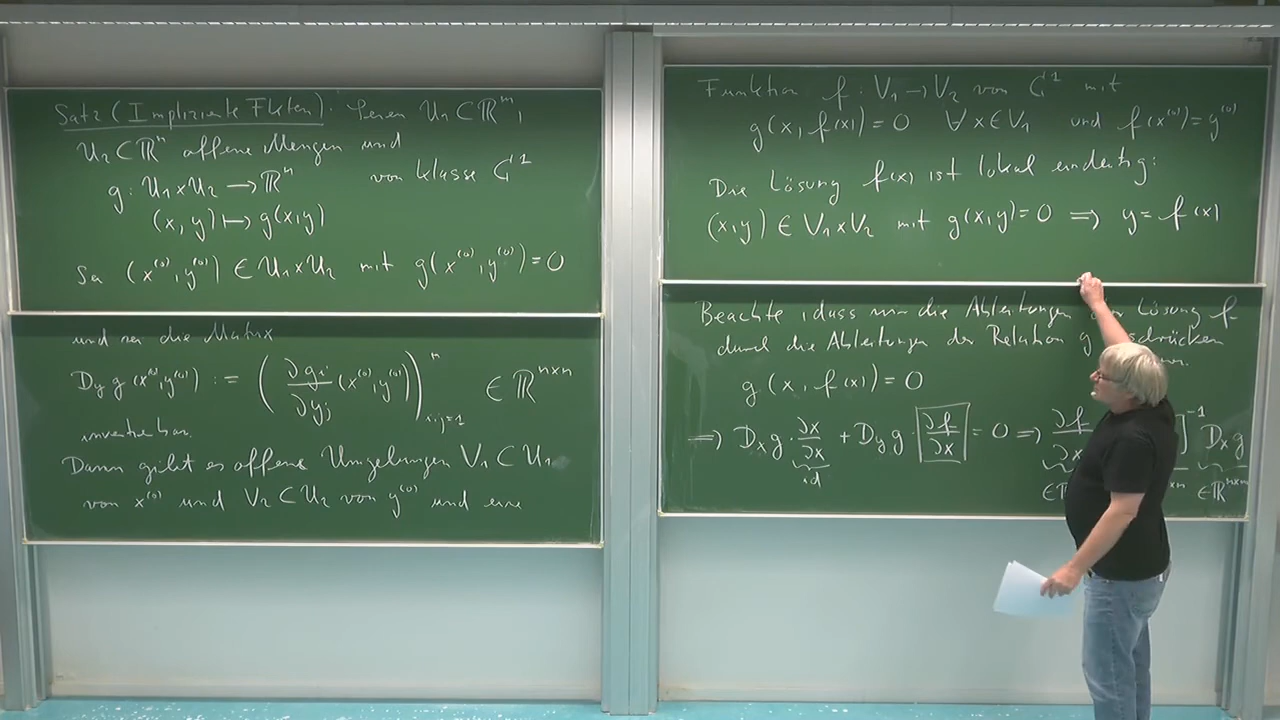 Satz (Implizierte Fkten). Seien U₁ ⊂ ℝᵐ,
U₂ ⊂ ℝⁿ offene Mengen und
g: U₁ × U₂ → ℝⁿ von Klasse C¹
(x, y) ↦ g(x,y)
Sei (x⁽⁰⁾, y⁽⁰⁾) ∈ U₁ × U₂ mit g(x⁽⁰⁾, y⁽⁰⁾) = 0
und sei die Matrix
D_y g (x⁽⁰⁾, y⁽⁰⁾) := (∂gᵢ/∂yⱼ (x⁽⁰⁾, y⁽⁰⁾))ⁿ_{i,j=1} ∈ ℝⁿˣⁿ
invertierbar.
Dann gibt es offene Umgebungen V₁ ⊂ U₁
von x⁽⁰⁾ und V₂ ⊂ U₂ von y⁽⁰⁾ und eine
Funktion f: V₁ → V₂ von C¹ mit
g(x, f(x)) = 0 ∀ x ∈ V₁ und f(x⁽⁰⁾) = y⁽⁰⁾
Die Lösung f(x) ist lokal eindeutig:
(x,y) ∈ V₁ × V₂ mit g(x,y) = 0 ⇒ y = f(x)
Beachte, dass wir die Ableitungen der Lösung f
durch die Ableitungen der Relation g ausdrücken
g(x, f(x)) = 0
⇒ D_x g · ∂x/∂x + D_y g · ∂f/∂x = 0 ⇒ ∂f/∂x ]⁻¹ D_x g
id ∈ℝ ∈ℝⁿˣᵐ